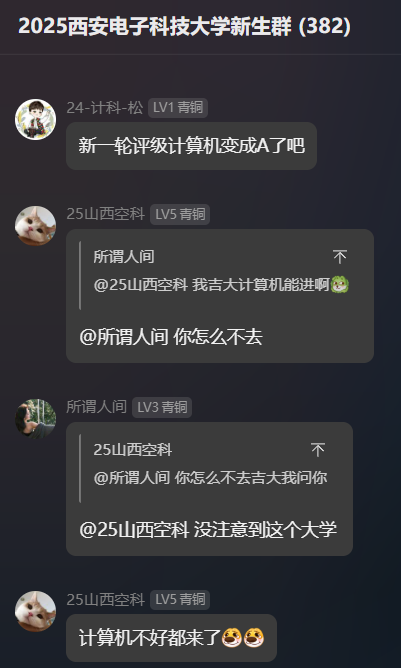 2025西安电子科技大学新生群 (382)
24-计科-松 LV1 青铜
新一轮评级计算机变成A了吧
25山西空科 LV5 青铜
所谓人间
@25山西空科 我吉大计算机能进啊
@所谓人间 你怎么不去
所谓人间 LV3 青铜
25山西空科
@所谓人间 你怎么不去吉大我问你
@25山西空科 没注意到这个大学
25山西空科 LV5 青铜
计算机不好都来了